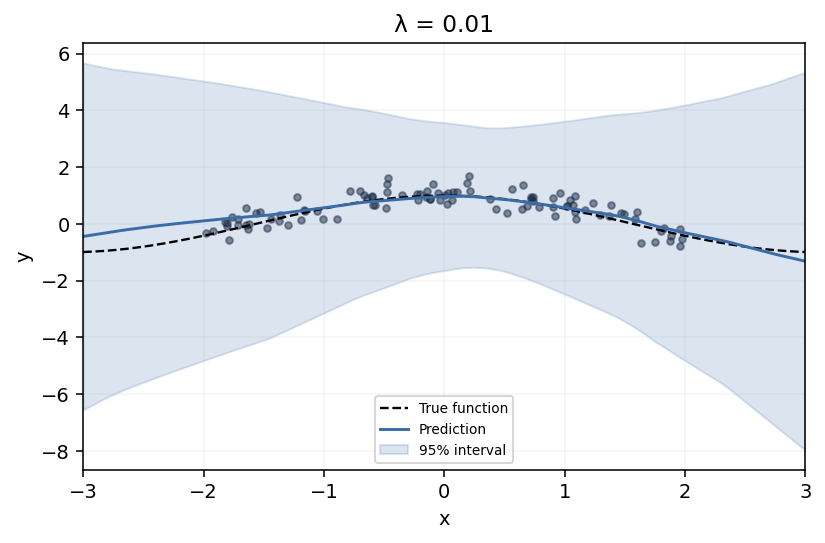 λ = 0.01
6
4
2
0
−2
−4
−6
−8
y
True function
Prediction
95% interval
−3
−2
−1
0
1
2
3
x